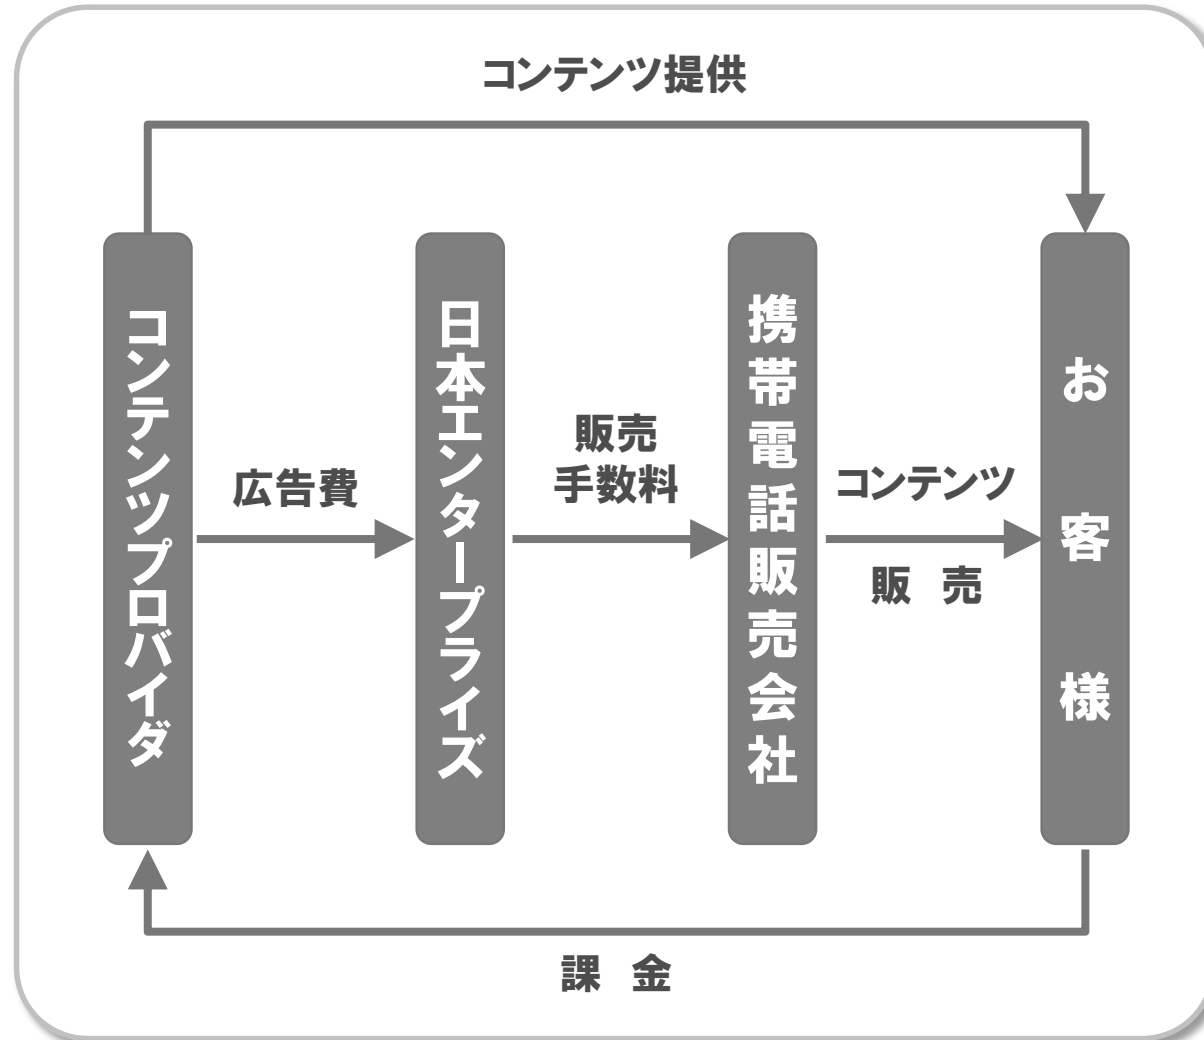 コンテンツ提供
コンテンツプロバイダ
広告費
日本エンタープライズ
販売
手数料
携帯電話販売会社
コンテンツ
販 売
お客様
課 金